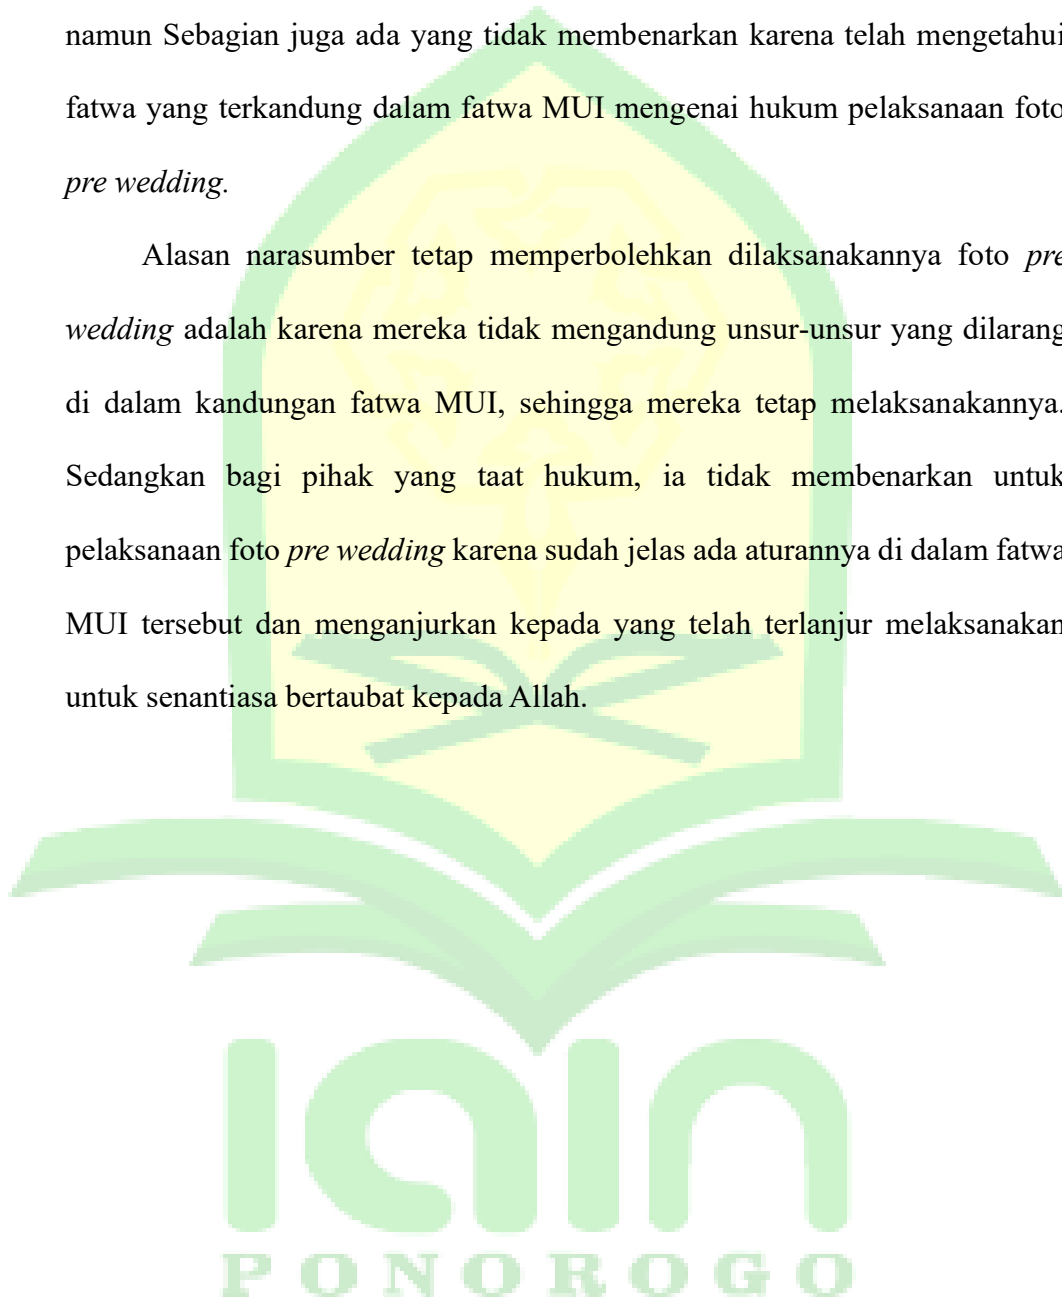 namun Sebagian juga ada yang tidak membenarkan karena telah mengetahui
fatwa yang terkandung dalam fatwa MUI mengenai hukum pelaksanaan foto
pre wedding.
Alasan narasumber tetap memperbolehkan dilaksanakannya foto pre
wedding adalah karena mereka tidak mengandung unsur-unsur yang dilarang
di dalam kandungan fatwa MUI, sehingga mereka tetap melaksanakannya.
Sedangkan bagi pihak yang taat hukum, ia tidak membenarkan untuk
pelaksanaan foto pre wedding karena sudah jelas ada aturannya di dalam fatwa
MUI tersebut dan menganjurkan kepada yang telah terlanjur melaksanakan
untuk senantiasa bertaubat kepada Allah.
iain
PONOROGO